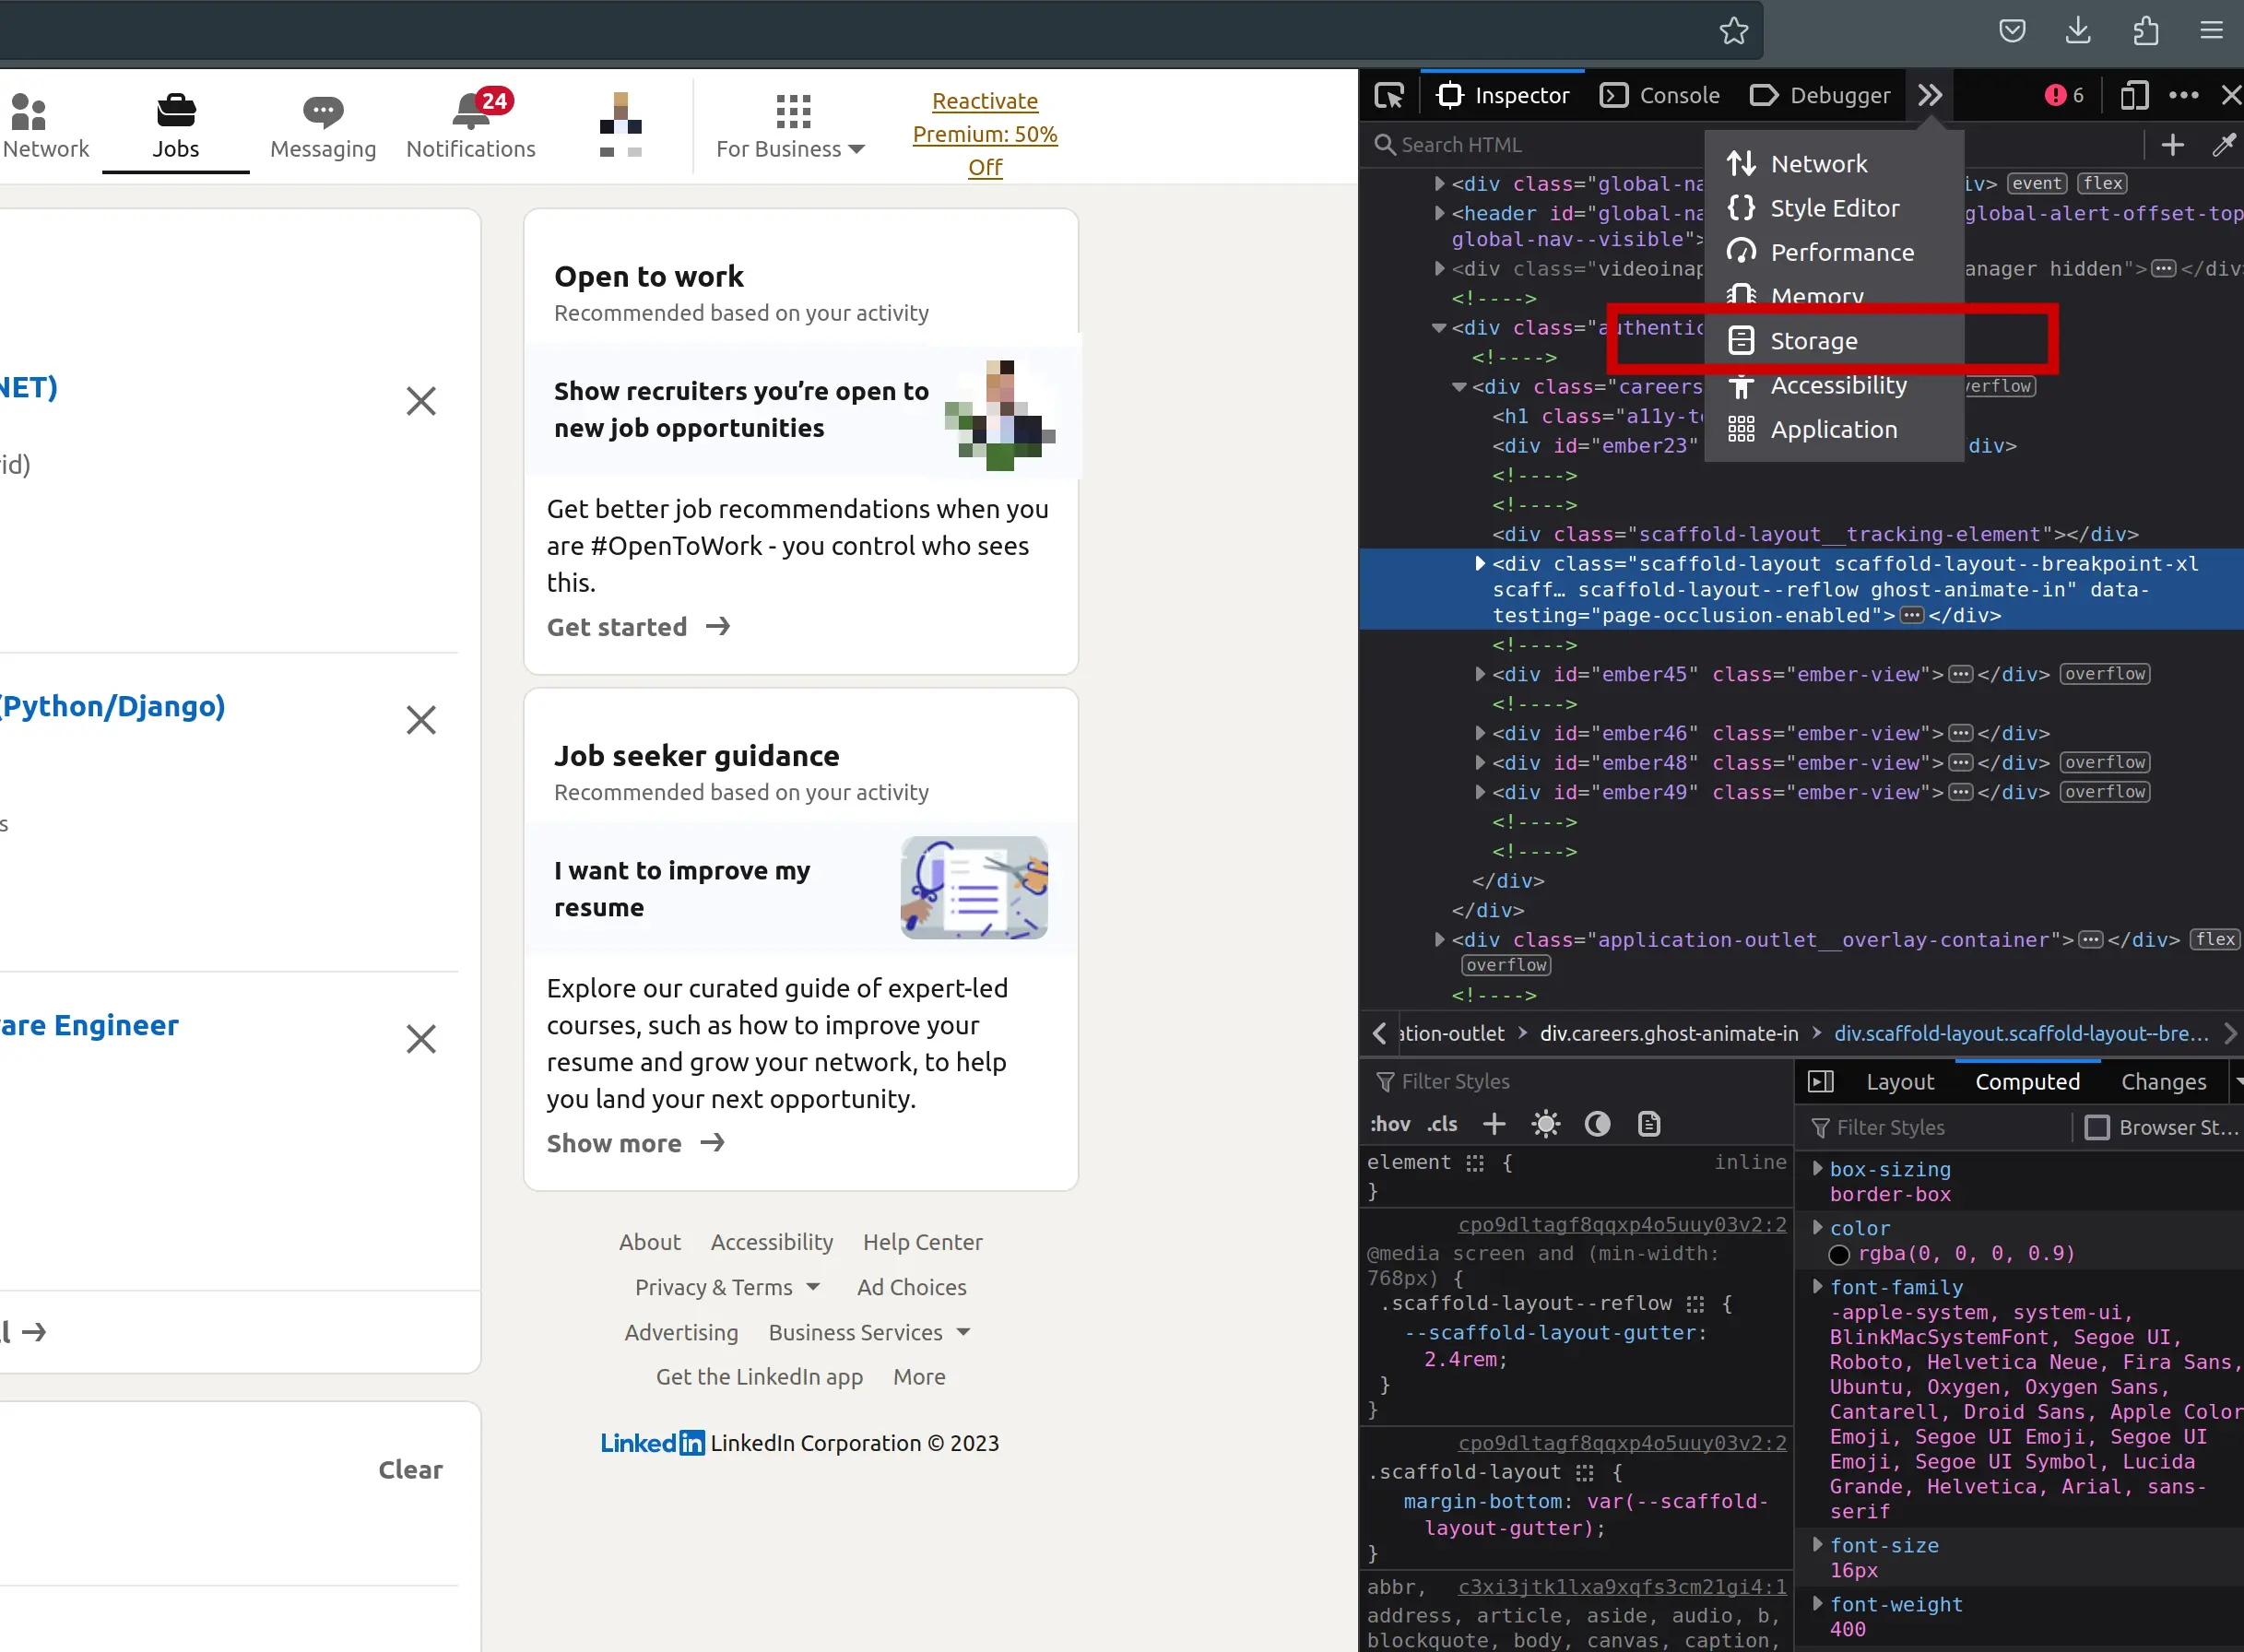 Network
Jobs
Messaging
24
Notifications
For Business
Reactivate
Premium: 50%
Off
NET)
rid)
(Python/Django)
s
are Engineer
Clear
Open to work
Recommended based on your activity
Show recruiters you’re open to
new job opportunities
Get better job recommendations when you
are #OpenToWork - you control who sees
this.
Get started →
Job seeker guidance
Recommended based on your activity
I want to improve my
resume
Explore our curated guide of expert-led
courses, such as how to improve your
resume and grow your network, to help
you land your next opportunity.
Show more →
About Accessibility Help Center
Privacy & Terms Ad Choices
Advertising Business Services
Get the LinkedIn app More
LinkedIn LinkedIn Corporation © 2023
Inspector Console Debugger 6
Search HTML
Network
Style Editor
Performance
Memory
Storage
Accessibility
Application
<div class="global-na iv> event flex
<header id="global-na global-alert-offset-top
global-nav--visible">
<div class="videoinap anager hidden"> ··· </div>
<!---->
<div class="authentic
<!---->
<div class="careers verflow
<h1 class="a11y-te
<div id="ember23" div>
<!---->
<!---->
<div class="scaffold-layout__tracking-element"></div>
<div class="scaffold-layout scaffold-layout--breakpoint-xl
scaff… scaffold-layout--reflow ghost-animate-in" data-
testing="page-occlusion-enabled"> ··· </div>
<!---->
<div id="ember45" class="ember-view"> ··· </div> overflow
<!---->
<div id="ember46" class="ember-view"> ··· </div>
<div id="ember48" class="ember-view"> ··· </div> overflow
<div id="ember49" class="ember-view"> ··· </div> overflow
<!---->
<!---->
</div>
</div>
<div class="application-outlet__overlay-container"> ··· </div> flex
overflow
<!---->
ation-outlet > div.careers.ghost-animate-in > div.scaffold-layout.scaffold-layout--bre…
Filter Styles
:hov .cls
element {
inline
}
cpo9dltagf8qqxp4o5uuy03v2:2
@media screen and (min-width:
768px) {
.scaffold-layout--reflow {
--scaffold-layout-gutter:
2.4rem;
}
}
cpo9dltagf8qqxp4o5uuy03v2:2
.scaffold-layout {
margin-bottom: var(--scaffold-
layout-gutter);
}
abbr, c3xi3jtk1lxa9xqfs3cm21gi4:1
address, article, aside, audio, b,
blockquote, body, canvas, caption,
Layout Computed Changes
Filter Styles Browser St…
box-sizing
border-box
color
rgba(0, 0, 0, 0.9)
font-family
-apple-system, system-ui,
BlinkMacSystemFont, Segoe UI,
Roboto, Helvetica Neue, Fira Sans,
Ubuntu, Oxygen, Oxygen Sans,
Cantarell, Droid Sans, Apple Color
Emoji, Segoe UI Emoji, Segoe UI
Emoji, Segoe UI Symbol, Lucida
Grande, Helvetica, Arial, sans-
serif
font-size
16px
font-weight
400